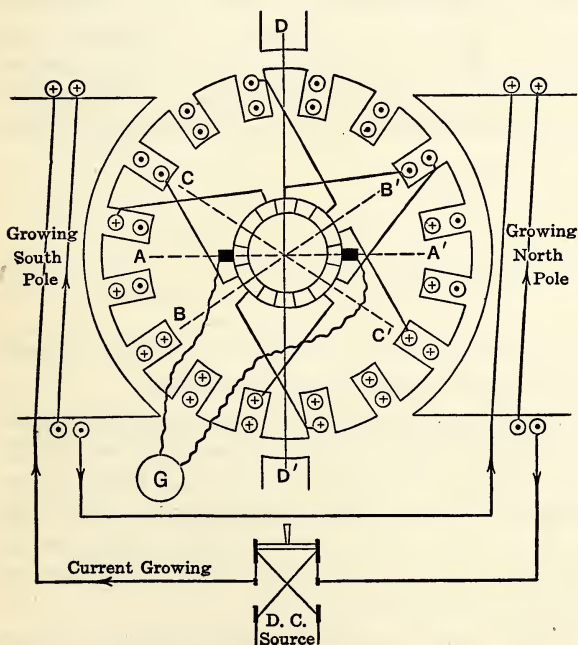 D
C
B'
Growing
South
Pole
A
A'
Growing
North
Pole
B
C'
G
D'
Current Growing
D. C.
Source